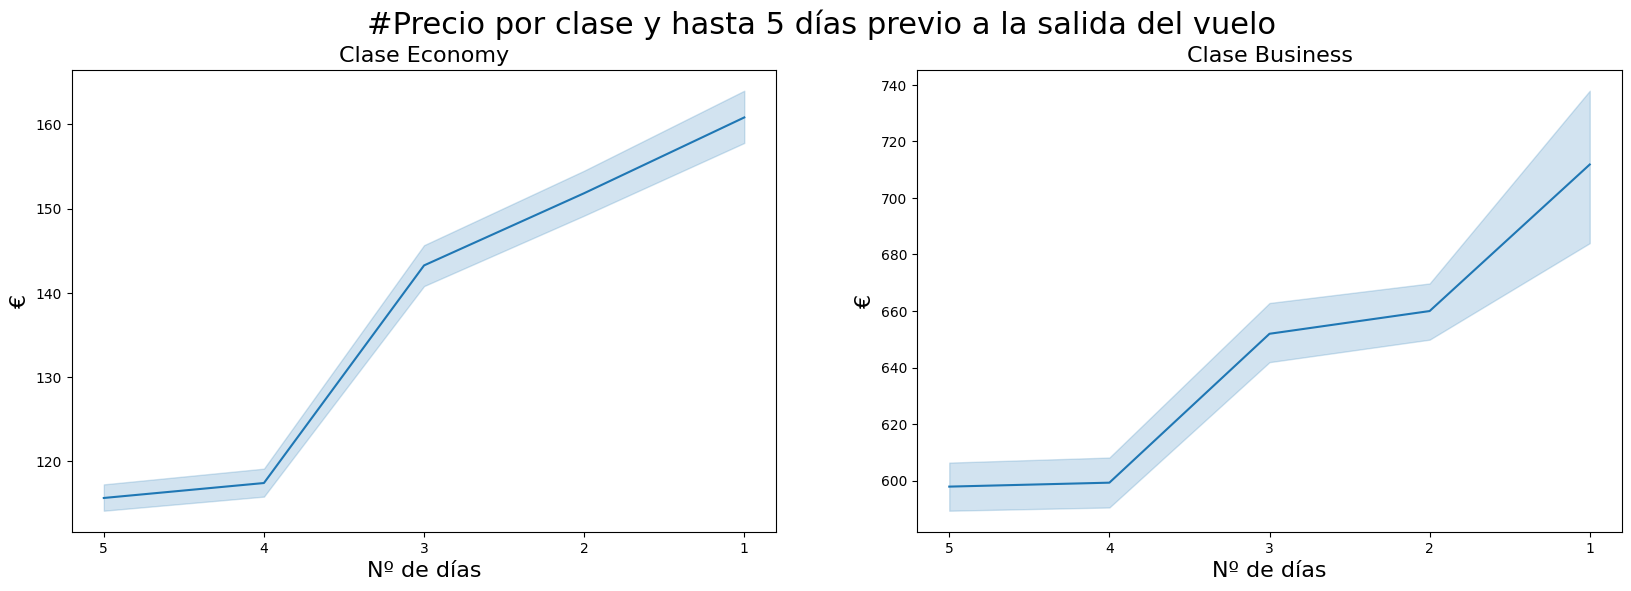 #Precio por clase y hasta 5 días previo a la salida del vuelo
Clase Economy
160
150
140
130
120
€
5 4 3 2 1
Nº de días
Clase Business
740
720
700
680
660
640
620
600
€
5 4 3 2 1
Nº de días